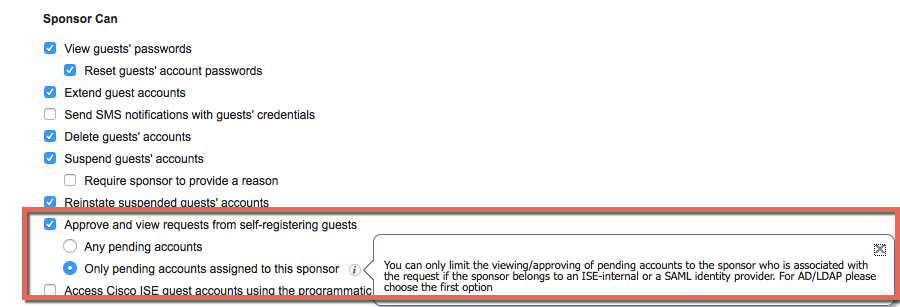 Sponsor Can
View guests' passwords
Reset guests' account passwords
Extend guest accounts
Send SMS notifications with guests' credentials
Delete guests' accounts
Suspend guests' accounts
Require sponsor to provide a reason
Reinstate suspended guests' accounts
Approve and view requests from self-registering guests
Any pending accounts
Only pending accounts assigned to this sponsor
You can only limit the viewing/approving of pending accounts to the sponsor who is associated with
the request if the sponsor belongs to an ISE-internal or a SAML identity provider. For AD/LDAP please
choose the first option
Access Cisco ISE guest accounts using the programmatic